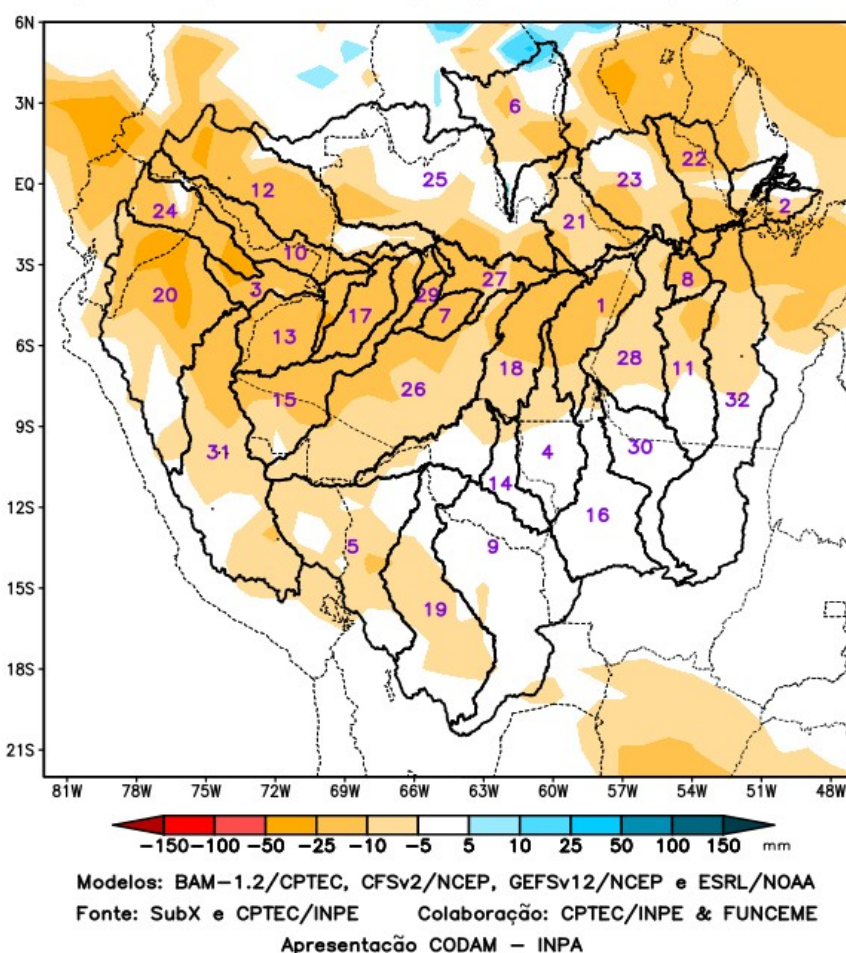 6N
3N
EQ
3S
6S
9S
12S
15S
18S
21S
6
25
12
23
22
24
2
21
10
27
20
3
29
8
17
7
1
13
18
28
11
15
26
32
31
4
30
14
16
5
9
19
81W 78W 75W 72W 69W 66W 63W 60W 57W 54W 51W 48W
-150 -100 -50 -25 -10 -5 5 10 25 50 100 150 mm
Modelos: BAM-1.2/CPTEC, CFSv2/NCEP, GEFSv12/NCEP e ESRL/NOAA
Fonte: SubX e CPTEC/INPE Colaboração: CPTEC/INPE & FUNCEME
Apresentação CODAM - INPA